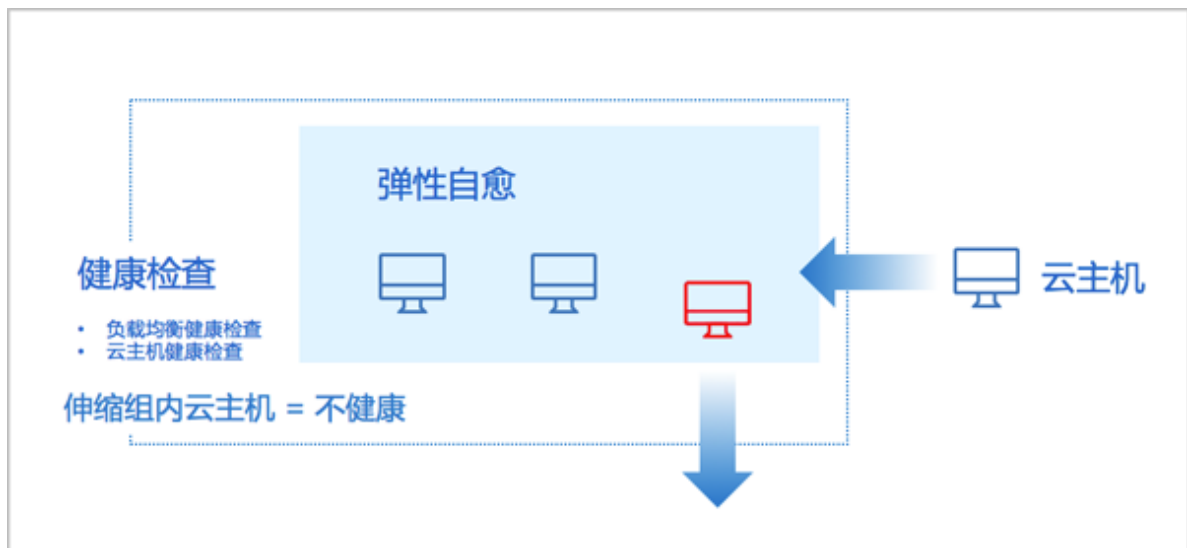 弹性自愈
健康检查
• 负载均衡健康检查
• 云主机健康检查
云主机
伸缩组内云主机 = 不健康